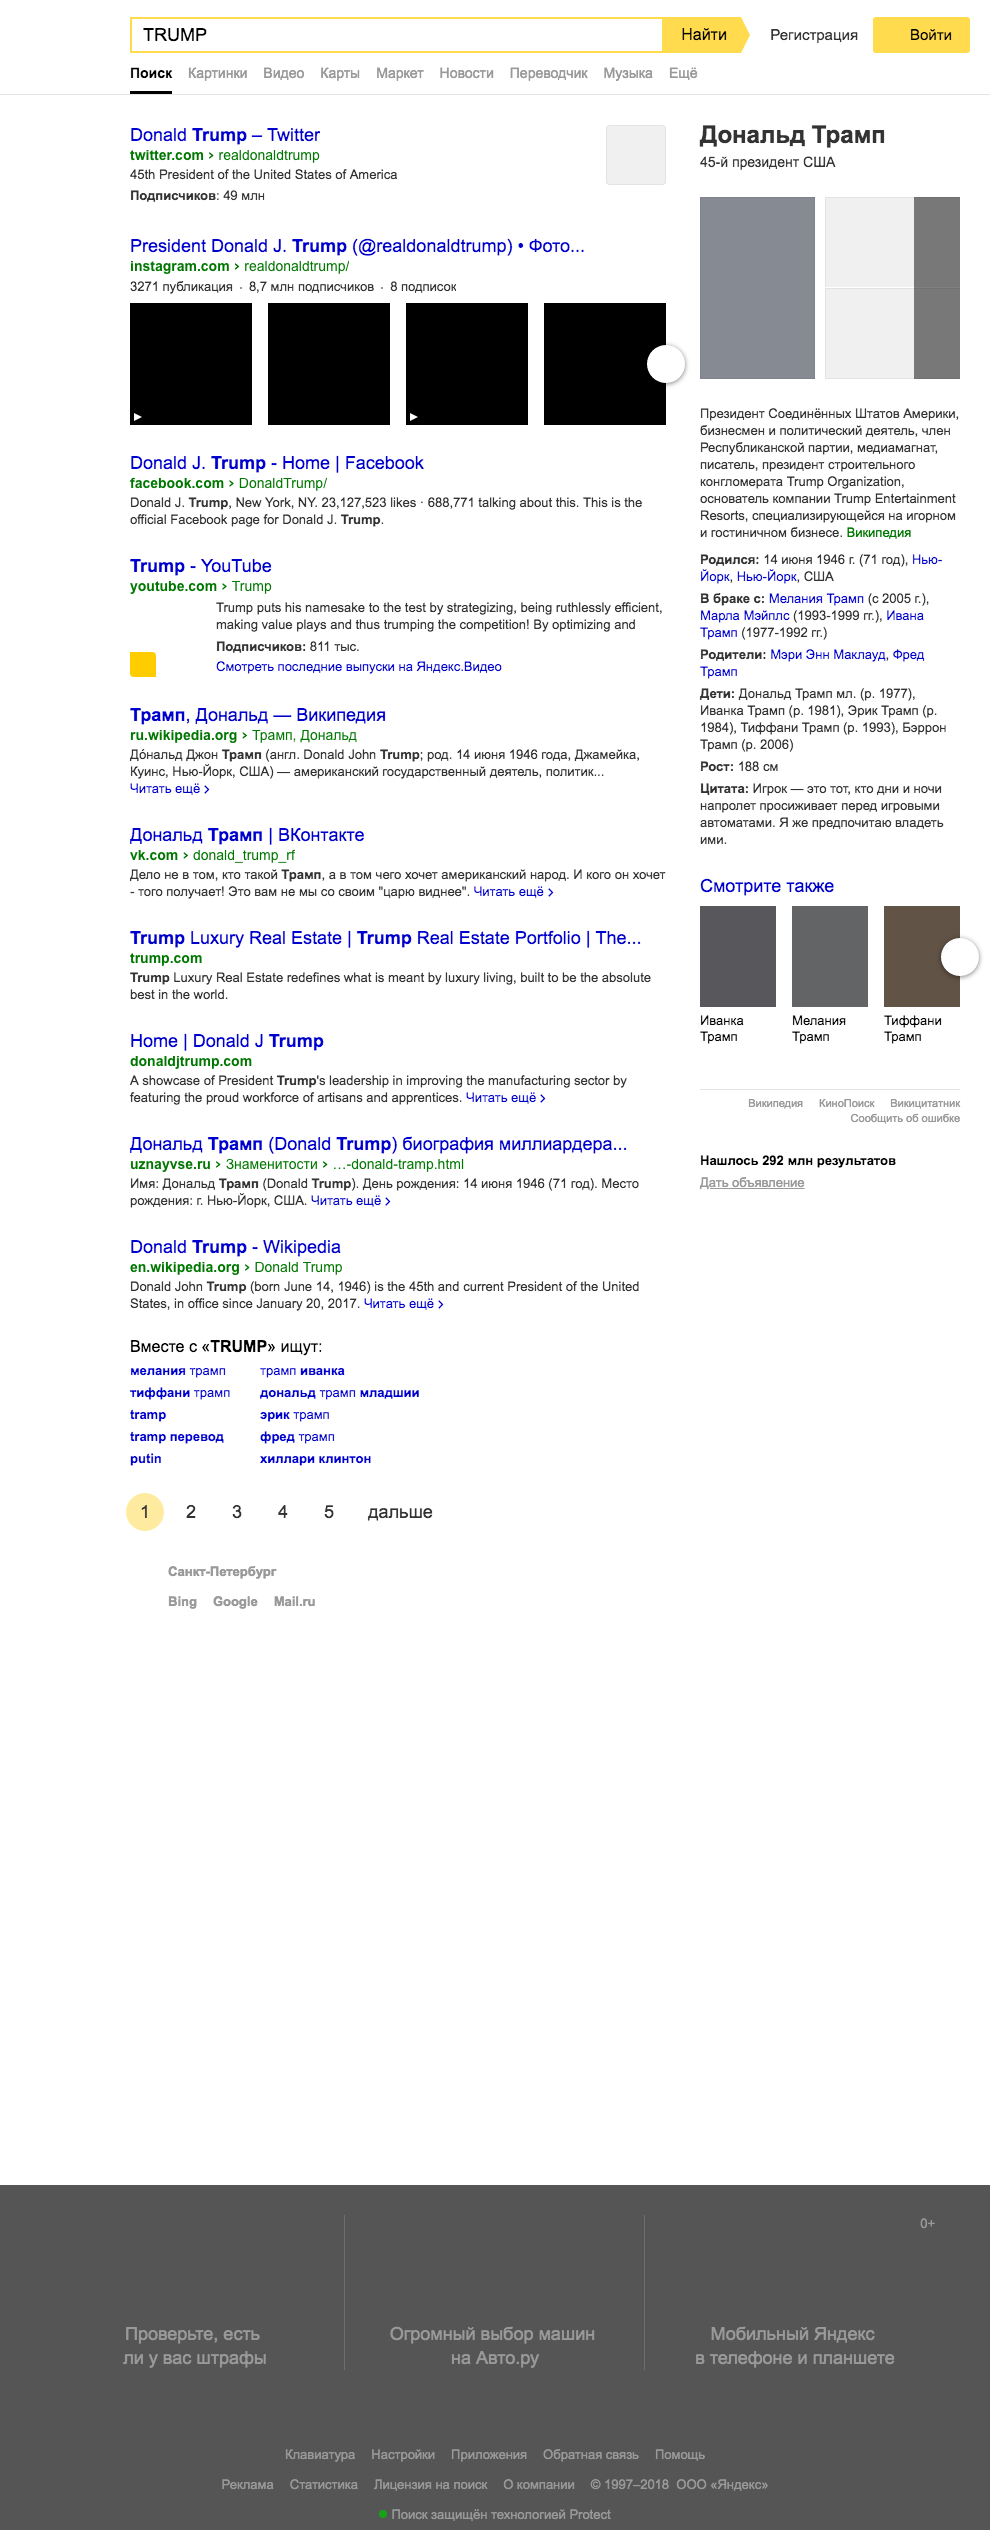 TRUMP
Найти
Регистрация
Войти
Поиск Картинки Видео Карты Маркет Новости Переводчик Музыка Ещё
Donald Trump – Twitter
twitter.com › realdonaldtrump
45th President of the United States of America
Подписчиков: 49 млн
President Donald J. Trump (@realdonaldtrump) • Фото...
instagram.com › realdonaldtrump/
3271 публикация · 8,7 млн подписчиков · 8 подписок
Donald J. Trump - Home | Facebook
facebook.com › DonaldTrump/
Donald J. Trump, New York, NY. 23,127,523 likes · 688,771 talking about this. This is the
official Facebook page for Donald J. Trump.
Trump - YouTube
youtube.com › Trump
Trump puts his namesake to the test by strategizing, being ruthlessly efficient,
making value plays and thus trumping the competition! By optimizing and
Подписчиков: 811 тыс.
Смотреть последние выпуски на Яндекс.Видео
Трамп, Дональд — Википедия
ru.wikipedia.org › Трамп, Дональд
До́нальд Джон Трамп (англ. Donald John Trump; род. 14 июня 1946 года, Джамейка,
Куинс, Нью-Йорк, США) — американский государственный деятель, политик...
Читать ещё ›
Дональд Трамп | ВКонтакте
vk.com › donald_trump_rf
Дело не в том, кто такой Трамп, а в том чего хочет американский народ. И кого он хочет
- того получает! Это вам не мы со своим "царю виднее". Читать ещё ›
Trump Luxury Real Estate | Trump Real Estate Portfolio | The...
trump.com
Trump Luxury Real Estate redefines what is meant by luxury living, built to be the absolute
best in the world.
Home | Donald J Trump
donaldjtrump.com
A showcase of President Trump's leadership in improving the manufacturing sector by
featuring the proud workforce of artisans and apprentices. Читать ещё ›
Дональд Трамп (Donald Trump) биография миллиардера...
uznayvse.ru › Знаменитости › …-donald-tramp.html
Имя: Дональд Трамп (Donald Trump). День рождения: 14 июня 1946 (71 год). Место
рождения: г. Нью-Йорк, США. Читать ещё ›
Donald Trump - Wikipedia
en.wikipedia.org › Donald Trump
Donald John Trump (born June 14, 1946) is the 45th and current President of the United
States, in office since January 20, 2017. Читать ещё ›
Вместе с «TRUMP» ищут:
мелания трамп трамп иванка
тиффани трамп дональд трамп младшии
tramp эрик трамп
tramp перевод фред трамп
putin хиллари клинтон
1 2 3 4 5 дальше
Санкт-Петербург
Bing Google Mail.ru
Дональд Трамп
45-й президент США
Президент Соединённых Штатов Америки,
бизнесмен и политический деятель, член
Республиканской партии, медиамагнат,
писатель, президент строительного
конгломерата Trump Organization,
основатель компании Trump Entertainment
Resorts, специализирующейся на игорном
и гостиничном бизнесе. Википедия
Родился: 14 июня 1946 г. (71 год), Нью-
Йорк, Нью-Йорк, США
В браке с: Мелания Трамп (с 2005 г.),
Марла Мэйплс (1993-1999 гг.), Ивана
Трамп (1977-1992 гг.)
Родители: Мэри Энн Маклауд, Фред
Трамп
Дети: Дональд Трамп мл. (р. 1977),
Иванка Трамп (р. 1981), Эрик Трамп (р.
1984), Тиффани Трамп (р. 1993), Бэррон
Трамп (р. 2006)
Рост: 188 см
Цитата: Игрок — это тот, кто дни и ночи
напролет просиживает перед игровыми
автоматами. Я же предпочитаю владеть
ими.
Смотрите также
Иванка Мелания Тиффани
Трамп Трамп Трамп
Википедия КиноПоиск Викицитатник
Сообщить об ошибке
Нашлось 292 млн результатов
Дать объявление
0+
Проверьте, есть
ли у вас штрафы
Огромный выбор машин
на Авто.ру
Мобильный Яндекс
в телефоне и планшете
Клавиатура Настройки Приложения Обратная связь Помощь
Реклама Статистика Лицензия на поиск О компании © 1997–2018 ООО «Яндекс»
Поиск защищён технологией Protect